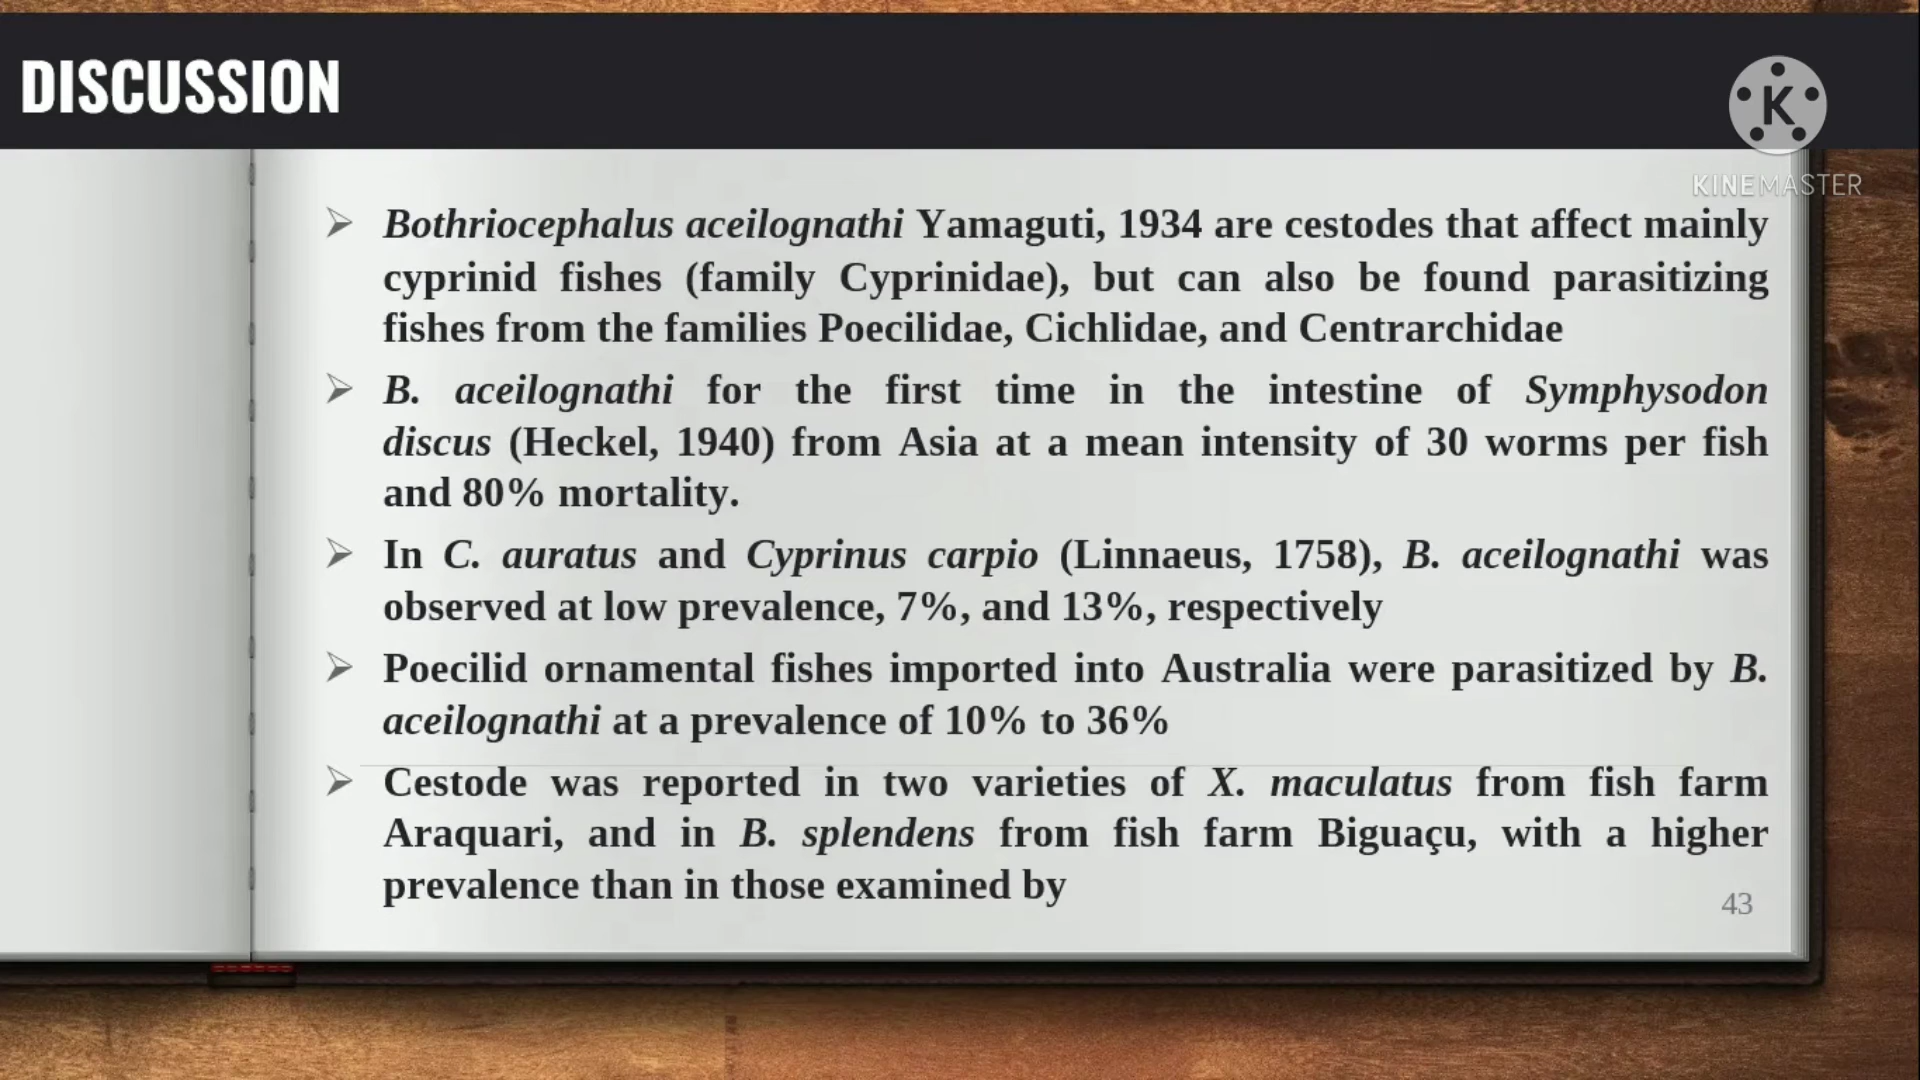 DISCUSSION
K
KINEMASTER
➢ Bothriocephalus aceilognathi Yamaguti, 1934 are cestodes that affect mainly
cyprinid fishes (family Cyprinidae), but can also be found parasitizing
fishes from the families Poecilidae, Cichlidae, and Centrarchidae
➢ B. aceilognathi for the first time in the intestine of Symphysodon
discus (Heckel, 1940) from Asia at a mean intensity of 30 worms per fish
and 80% mortality.
➢ In C. auratus and Cyprinus carpio (Linnaeus, 1758), B. aceilognathi was
observed at low prevalence, 7%, and 13%, respectively
➢ Poecilid ornamental fishes imported into Australia were parasitized by B.
aceilognathi at a prevalence of 10% to 36%
➢ Cestode was reported in two varieties of X. maculatus from fish farm
Araquari, and in B. splendens from fish farm Biguaçu, with a higher
prevalence than in those examined by
43